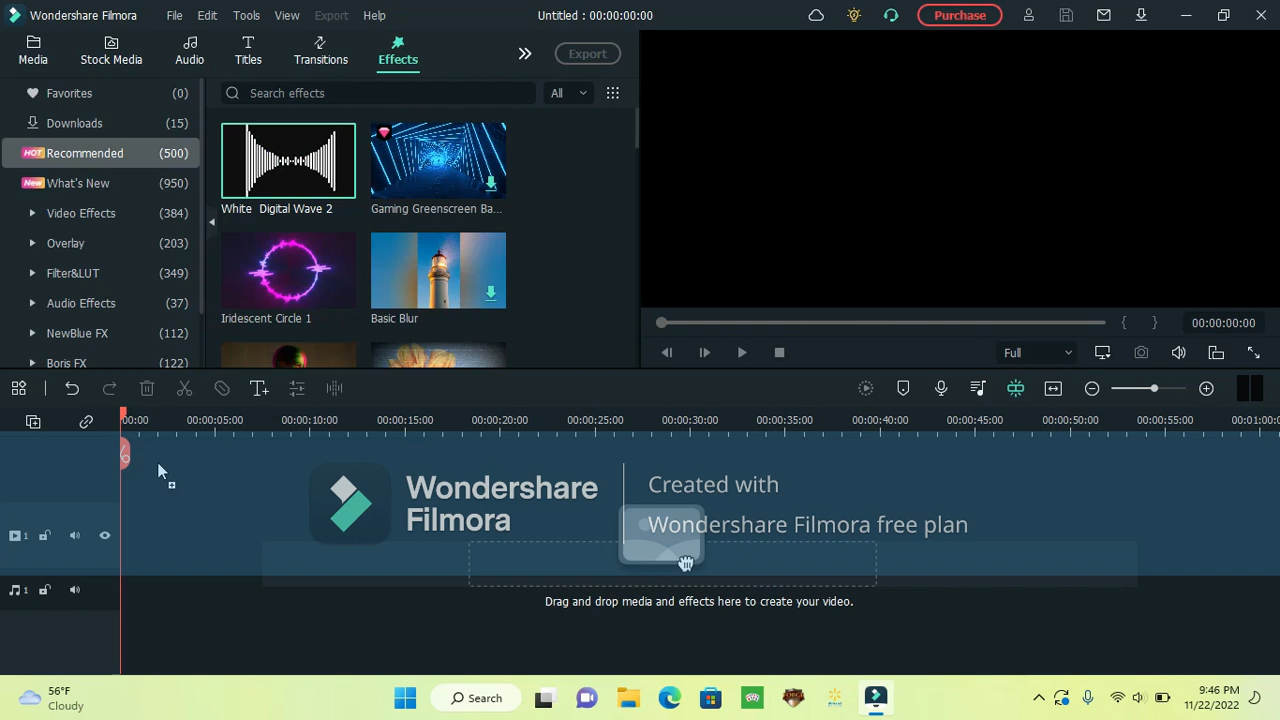 Wondershare Filmora
File
Edit
Tools
View
Export
Help
Untitled : 00:00:00:00
Purchase
Media
Stock Media
Audio
Titles
Transitions
Effects
Export
Favorites (0)
Downloads (15)
HOT Recommended (500)
New What's New (950)
Video Effects (384)
Overlay (203)
Filter&LUT (349)
Audio Effects (37)
NewBlue FX (112)
Boris FX (122)
Search effects
All
White Digital Wave 2
Gaming Greenscreen Ba...
Iridescent Circle 1
Basic Blur
{ }
00:00:00:00
Full
00:00
00:00:05:00
00:00:10:00
00:00:15:00
00:00:20:00
00:00:25:00
00:00:30:00
00:00:35:00
00:00:40:00
00:00:45:00
00:00:50:00
00:00:55:00
00:01:00:0
Wondershare
Filmora
Created with
Wondershare Filmora free plan
1
1
Drag and drop media and effects here to create your video.
56°F
Cloudy
Search
9:46 PM
11/22/2022